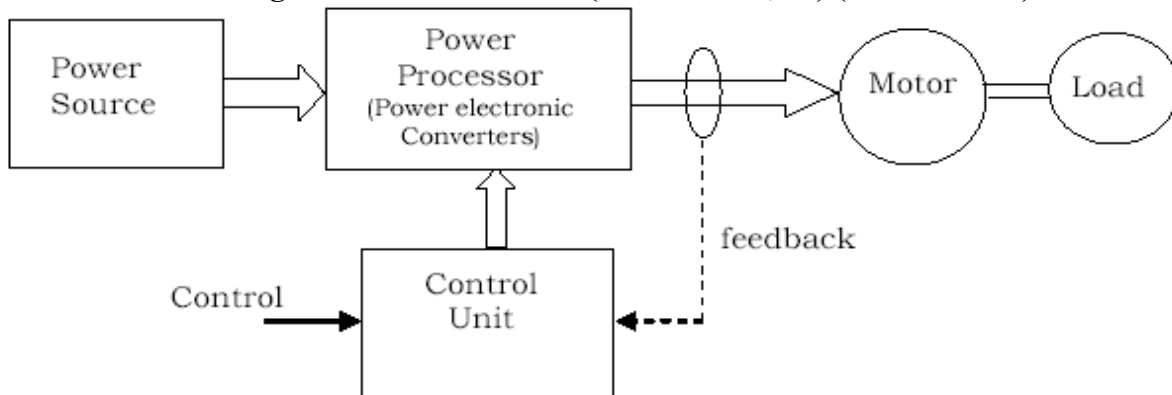 Power
Source
Power
Processor
(Power electronic
Converters)
Motor
Load
feedback
Control
Control
Unit